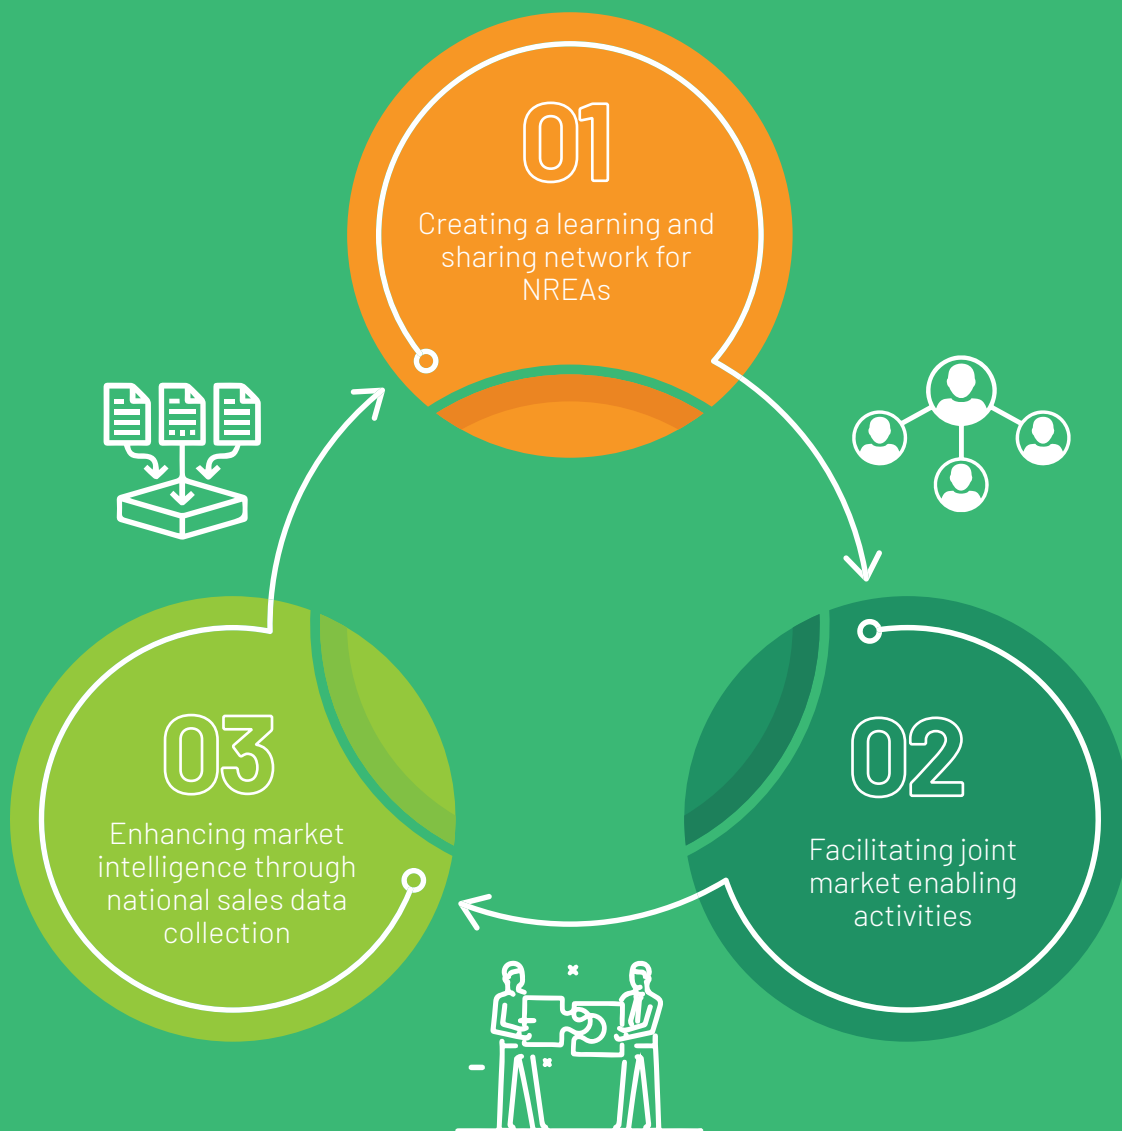 01
Creating a learning and
sharing network for
NREAs
02
Facilitating joint
market enabling
activities
03
Enhancing market
intelligence through
national sales data
collection